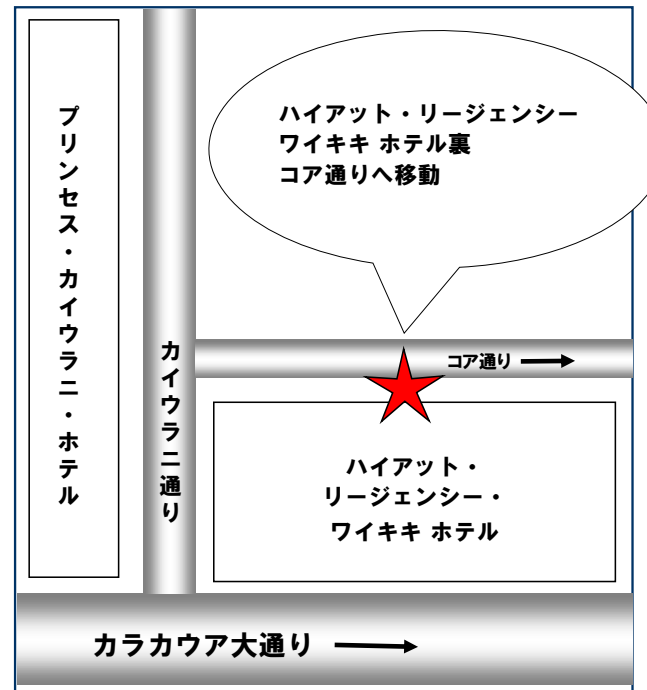 プリンセス・カイウラニ・ホテル
カイウラニ通り
ハイアット・リージェンシー
ワイキキ ホテル裏
コア通りへ移動
コア通り
ハイアット・
リージェンシー・
ワイキキ ホテル
カラカウア大通り